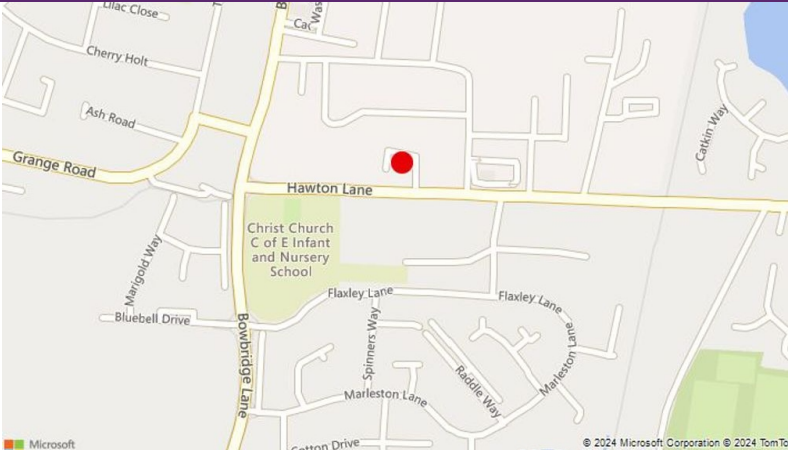 Lilac Close
Cherry Holt
Ash Road
Grange Road
Hawton Lane
Catkin Way
Christ Church
C of E Infant
and Nursery
School
Marigold Way
Bluebell Drive
Bowbridge Lane
Flaxley Lane
Flaxley Lane
Spinners Way
Raddle Way
Marleston Lane
Marleston Lane
Microsoft
© 2024 Microsoft Corporation © 2024 TomTo